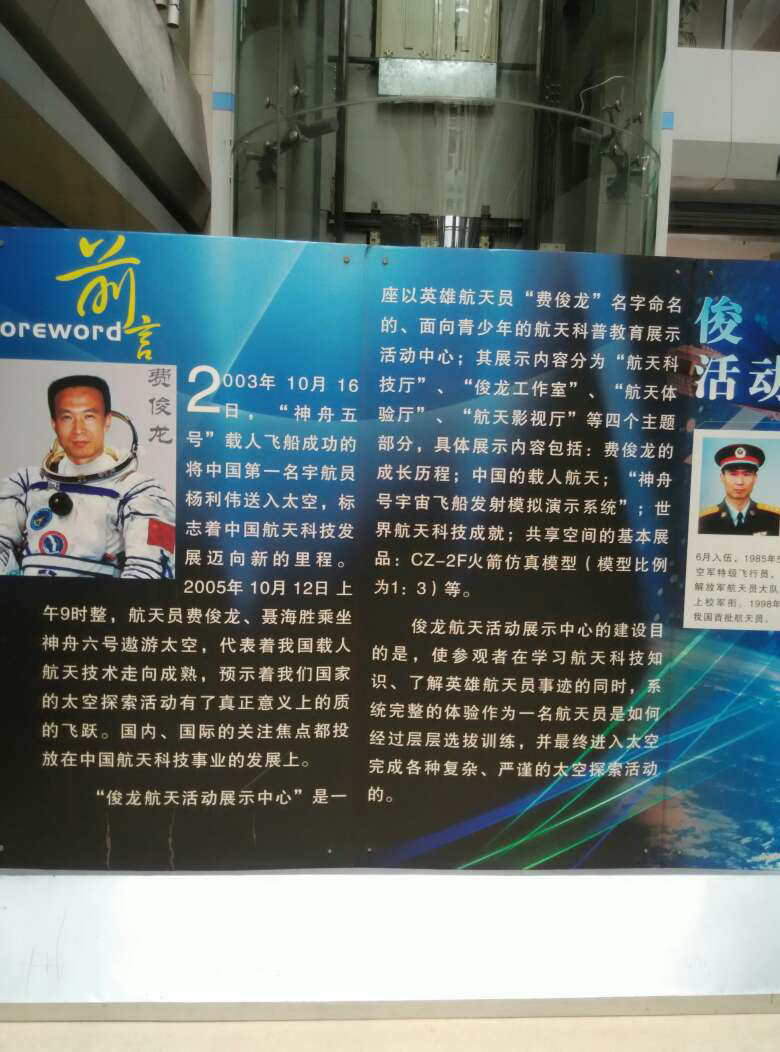 前言
oreword
费俊龙
2003年 10月 16
日，“神舟五
号”载人飞船成功的
将中国第一名宇航员
杨利伟送入太空，标
志着中国航天科技发
展迈向新的里程。
2005年 10月 12日 上
午9时整，航天员费俊龙、聂海胜乘坐
神舟六号遨游太空，代表着我国载人
航天技术走向成熟，预示着我们国家
的太空探索活动有了真正意义上的质
的飞跃。国内、国际的关注焦点都投
放在中国航天科技事业的发展上。
“俊龙航天活动展示中心”是一
座以英雄航天员“费俊龙”名字命名
的、面向青少年的航天科普教育展示
活动中心；其展示内容分为“航天科
技厅”、“俊龙工作室”、“航天体
验厅”、“航天影视厅”等四个主题
部分，具体展示内容包括：费俊龙的
成长历程；中国的载人航天；“神舟
号宇宙飞船发射模拟演示系统”；世
界航天科技成就；共享空间的基本展
品：CZ-2F火箭仿真模型（模型比例
为1：3）等。
俊龙航天活动展示中心的建设目
的是，使参观者在学习航天科技知
识、了解英雄航天员事迹的同时，系
统完整的体验作为一名航天员是如何
经过层层选拔训练，并最终进入太空
完成各种复杂、严谨的太空探索活动
的。
俊
活动
6月入伍，1985年
空军特级飞行员，
解放军航天员大队
上校军衔，1998年
我国首批航天员。